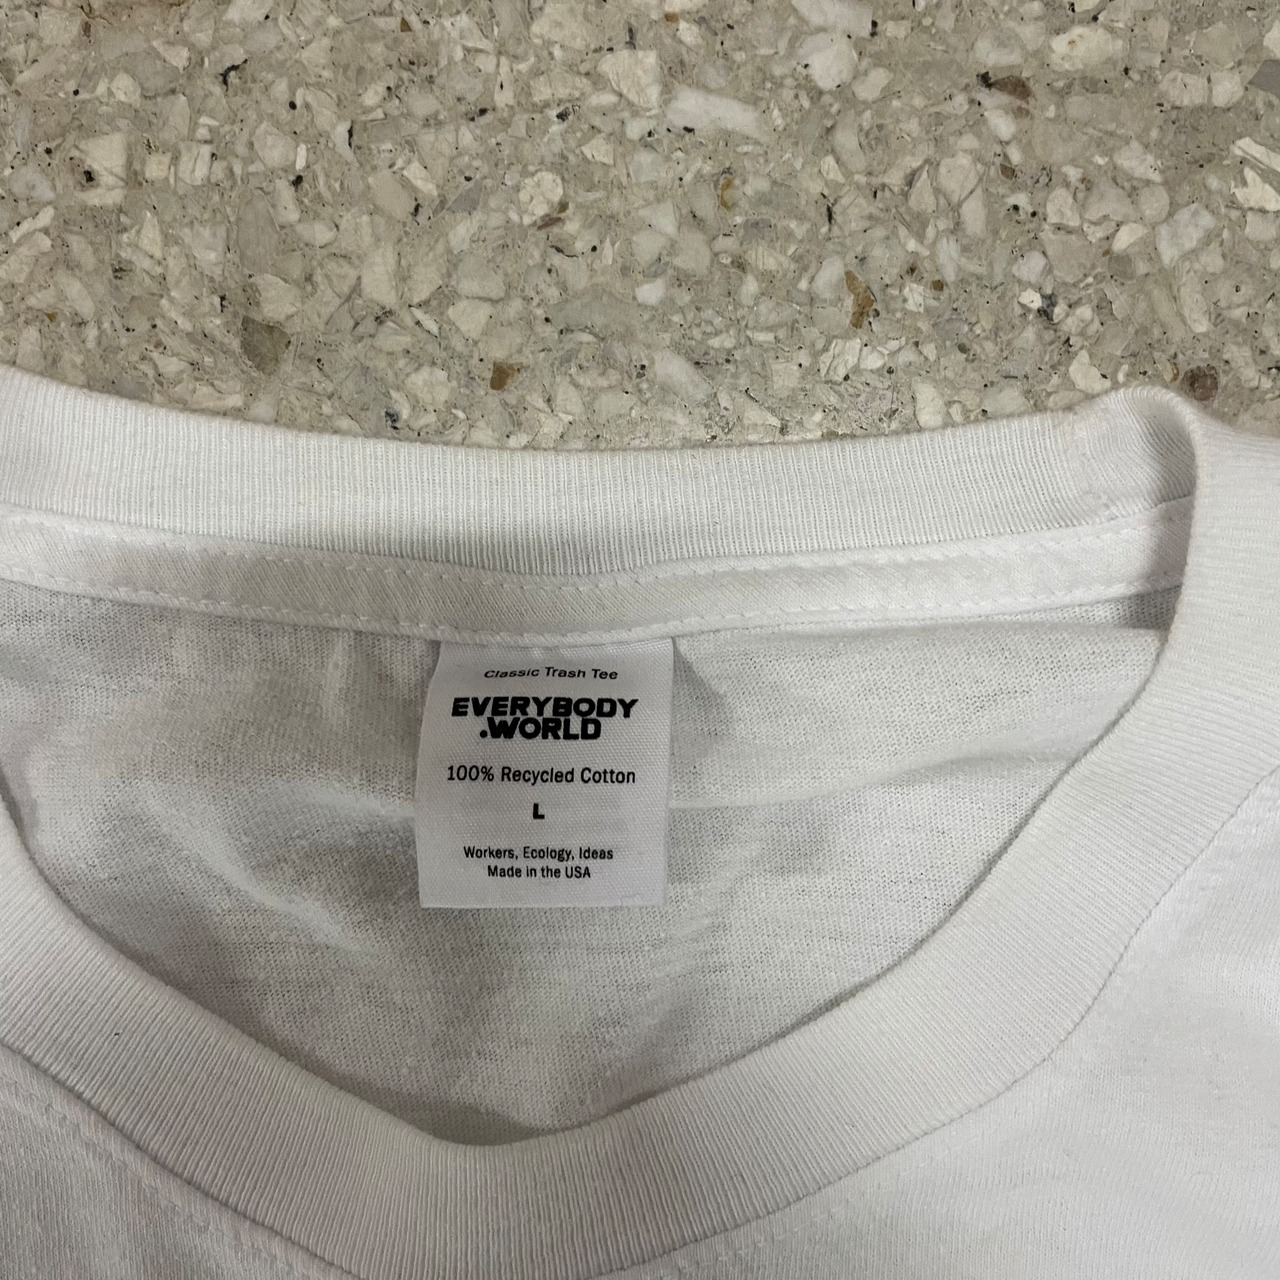 Classic Trash Tee
EVERYBODY
.WORLD
100% Recycled Cotton
L
Workers, Ecology, Ideas
Made in the USA